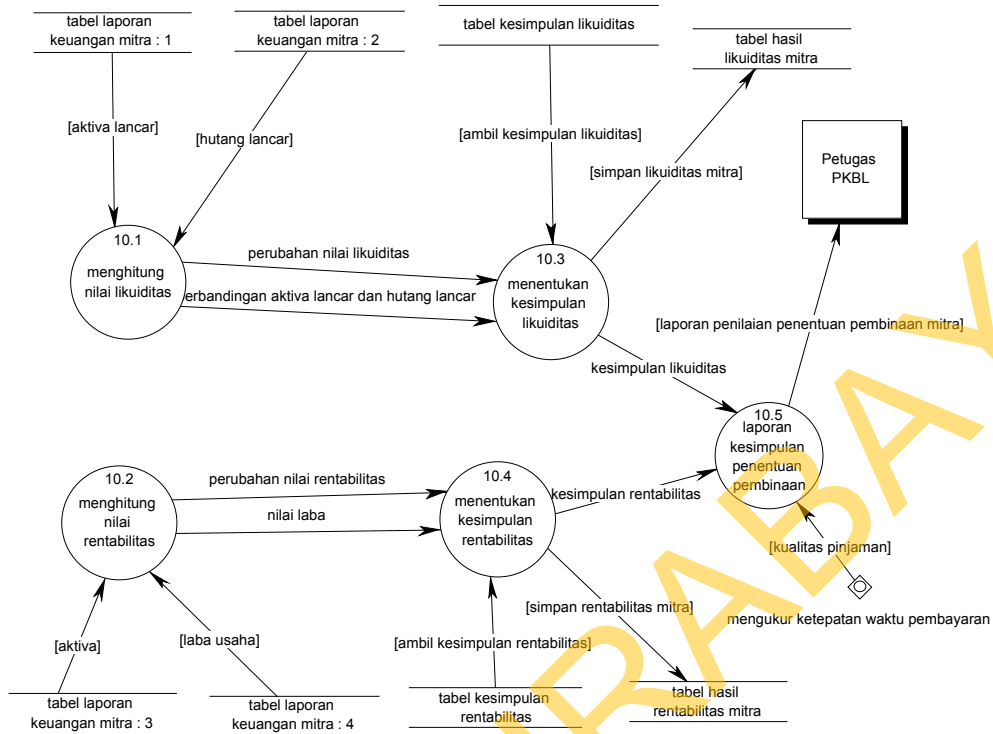 tabel laporan
keuangan mitra : 1
tabel laporan
keuangan mitra : 2
tabel kesimpulan likuiditas
tabel hasil
likuiditas mitra
[aktiva lancar]
[hutang lancar]
[ambil kesimpulan likuiditas]
[simpan likuiditas mitra]
Petugas
PKBL
10.1
menghitung
nilai likuiditas
perubahan nilai likuiditas
erbandingan aktiva lancar dan hutang lancar
10.3
menentukan
kesimpulan
likuiditas
[laporan penilaian penentuan pembinaan mitra]
kesimpulan likuiditas
10.5
laporan
kesimpulan
penentuan
pembinaan
10.2
menghitung
nilai
rentabilitas
perubahan nilai rentabilitas
nilai laba
10.4
menentukan
kesimpulan
rentabilitas
kesimpulan rentabilitas
[kualitas pinjaman]
mengukur ketepatan waktu pembayaran
[aktiva]
[laba usaha]
[ambil kesimpulan rentabilitas]
[simpan rentabilitas mitra]
tabel laporan
keuangan mitra : 3
tabel laporan
keuangan mitra : 4
tabel kesimpulan
rentabilitas
tabel hasil
rentabilitas mitra
RABAY